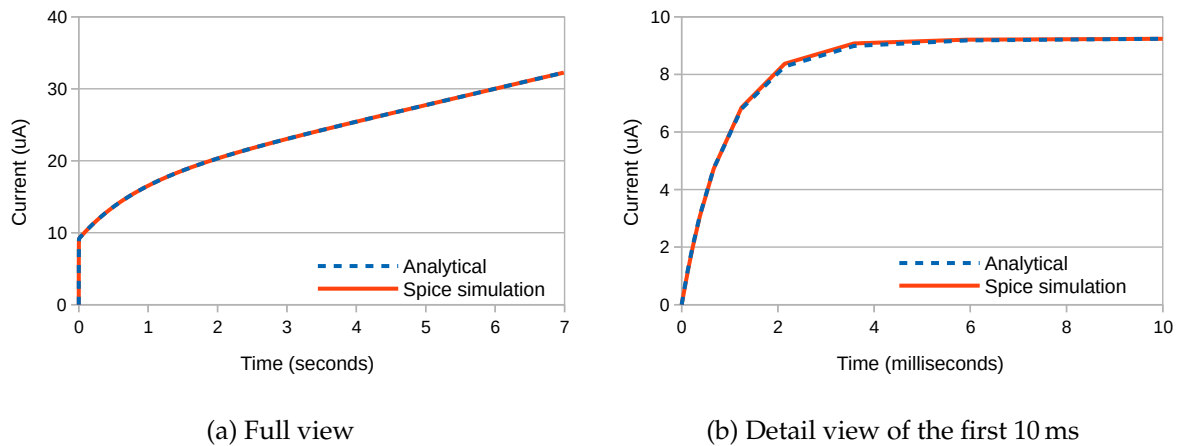 40
30
20
10
0
Current (uA)
Analytical
Spice simulation
0 1 2 3 4 5 6 7
Time (seconds)
(a) Full view
10
8
6
4
2
0
Current (uA)
Analytical
Spice simulation
0 2 4 6 8 10
Time (milliseconds)
(b) Detail view of the first 10 ms